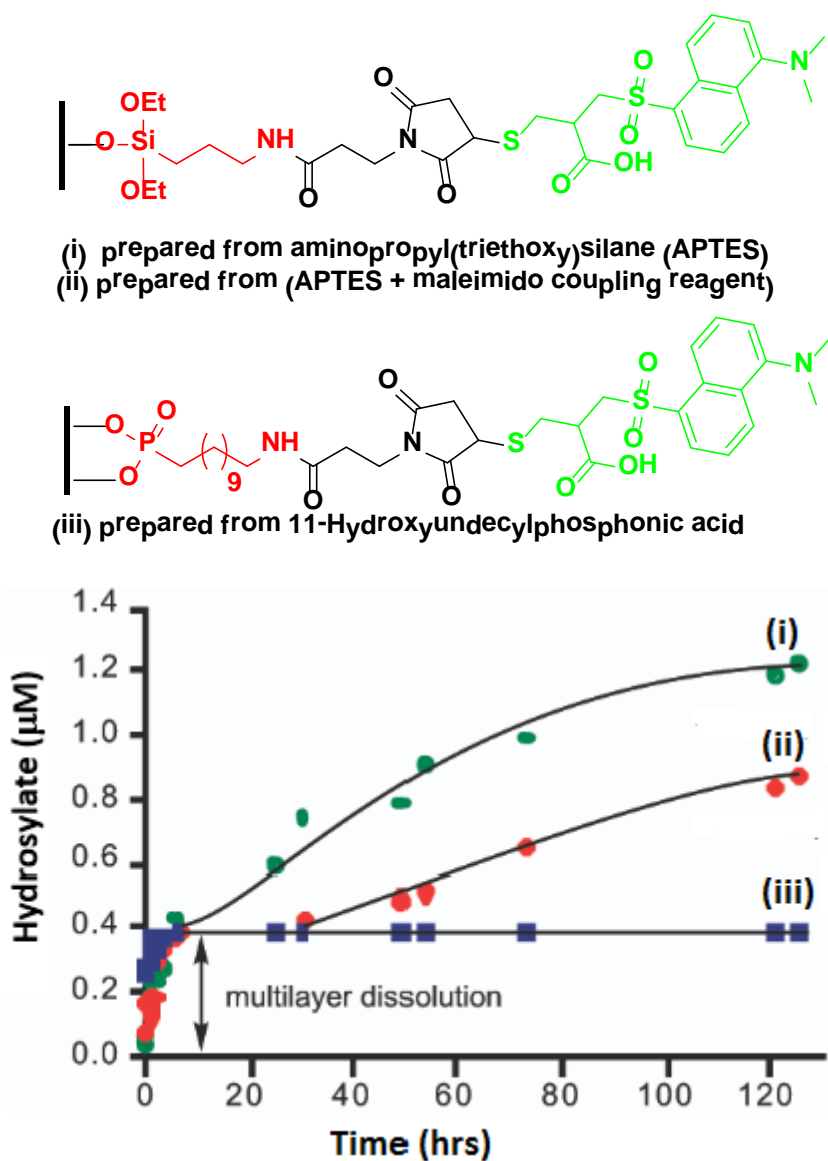 OEt
O Si NH
OEt
O
O
N
O
S
O OH
O
S
O
N
(i) prepared from aminopropyl(triethoxy)silane (APTES)
(ii) prepared from (APTES + maleimido coupling reagent)
O O
P
O
9
NH
O
O
N
O
S
O OH
O
S
O
N
(iii) prepared from 11-Hydroxyundecylphosphonic acid
1.4
1.2
1.0
0.8
0.6
0.4
0.2
0.0
Hydrosylate (μM)
(i)
(ii)
(iii)
multilayer dissolution
0 20 40 60 80 100 120
Time (hrs)